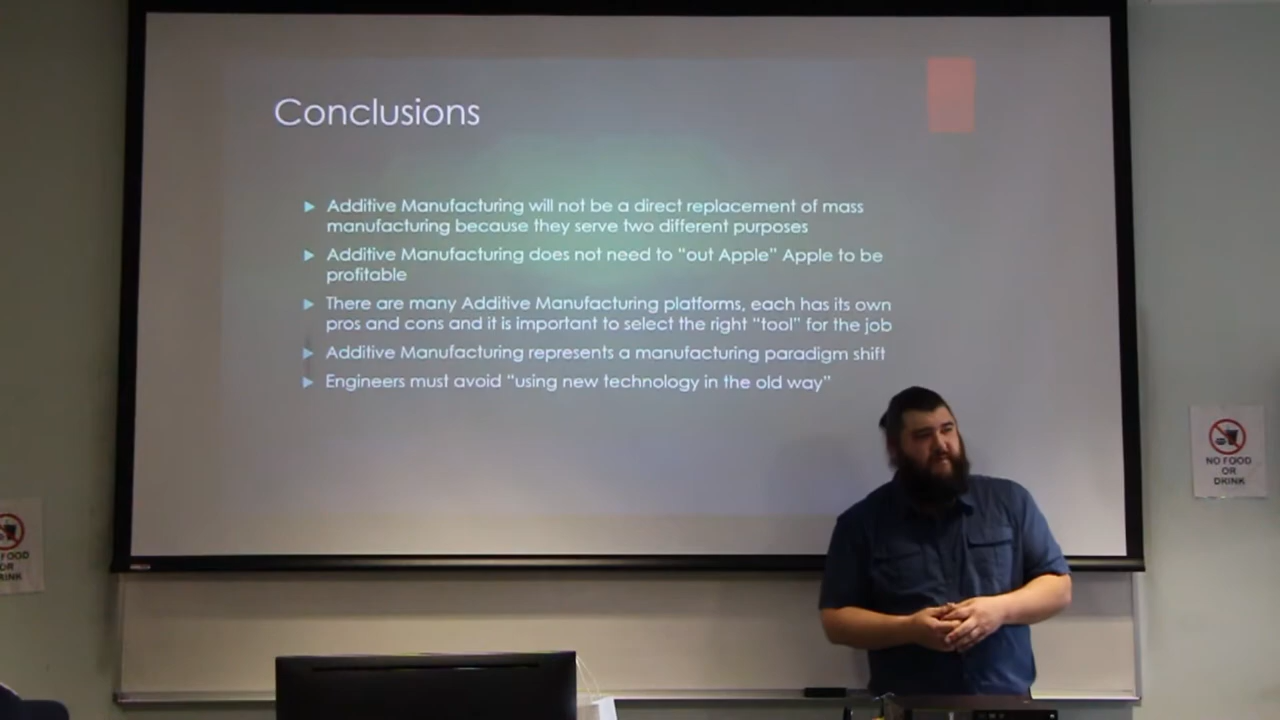 Conclusions
Additive Manufacturing will not be a direct replacement of mass
manufacturing because they serve two different purposes
Additive Manufacturing does not need to “out Apple” Apple to be
profitable
There are many Additive Manufacturing platforms, each has its own
pros and cons and it is important to select the right “tool” for the job
Additive Manufacturing represents a manufacturing paradigm shift
Engineers must avoid “using new technology in the old way”
NO FOOD
OR
DRINK
FOOD
OR
RINK